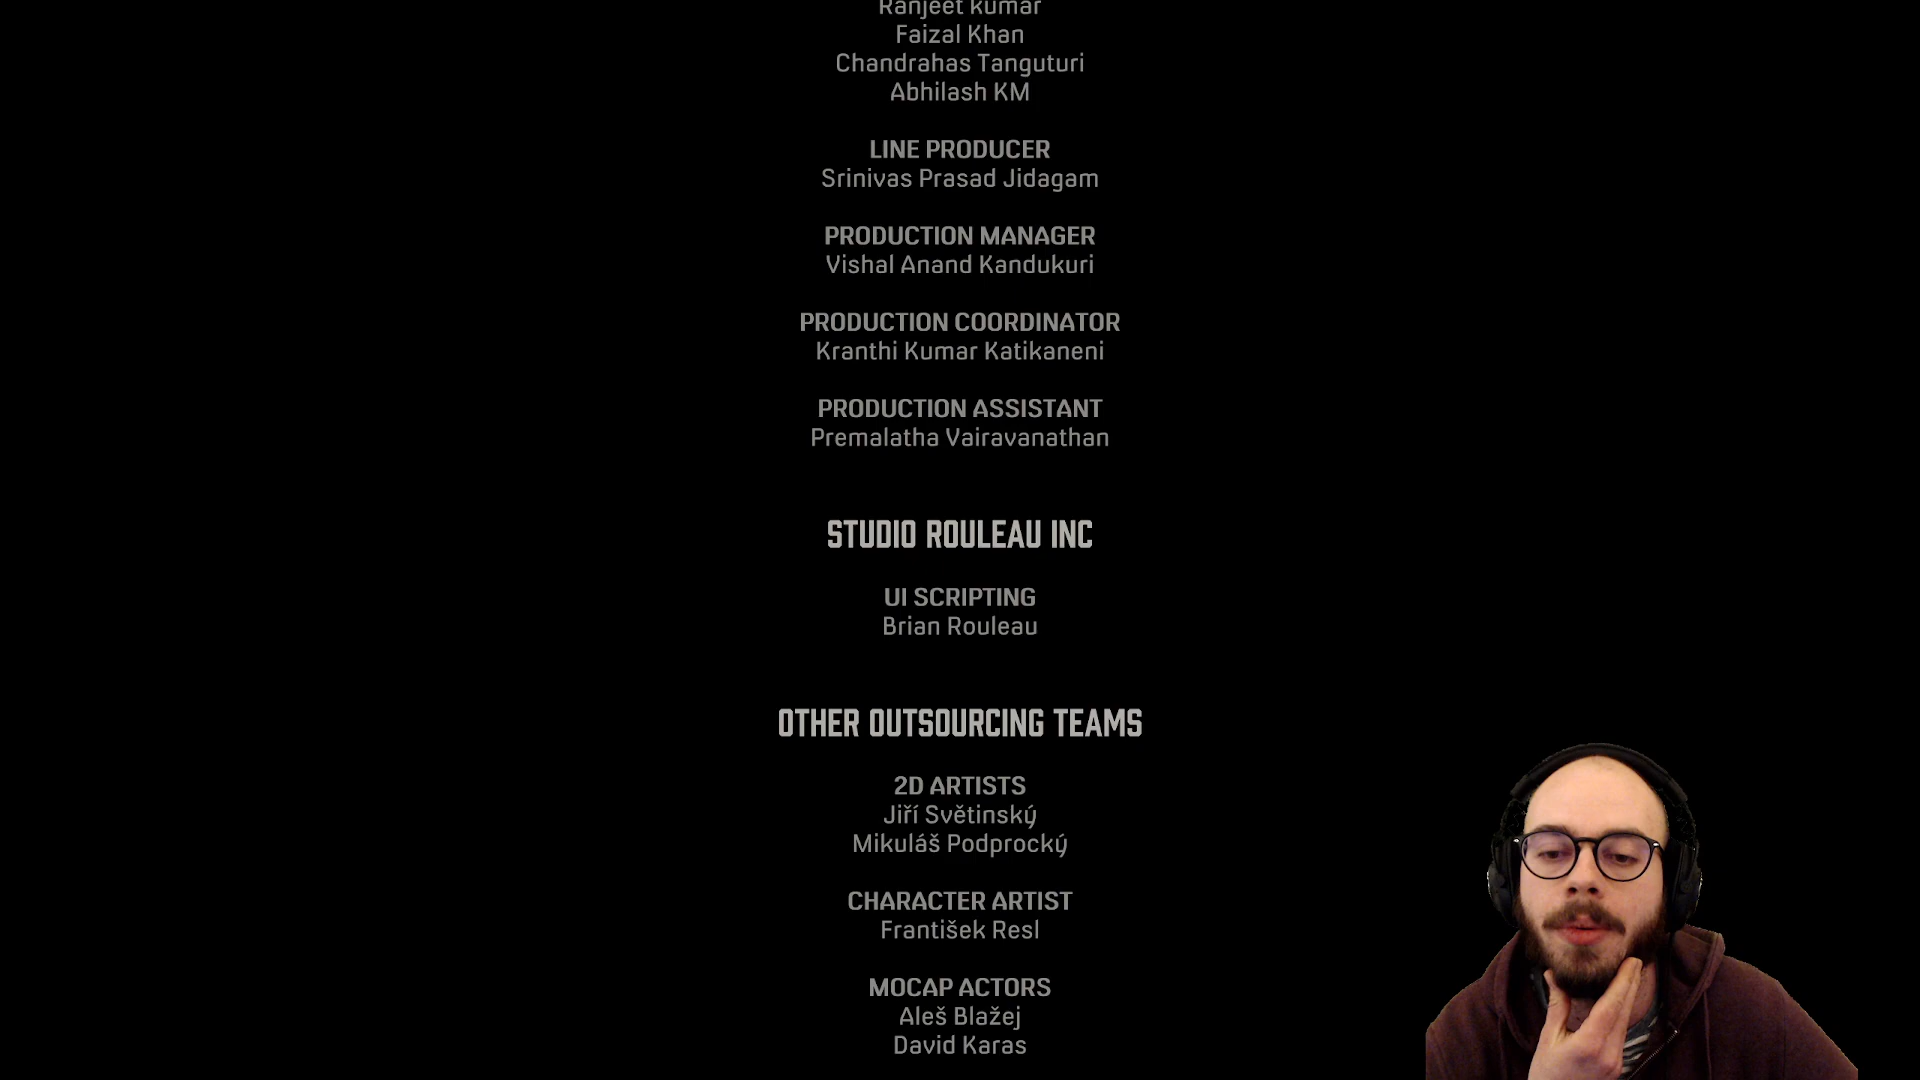 Ranjeet Kumar
Faizal Khan
Chandrahas Tanguturi
Abhilash KM
LINE PRODUCER
Srinivas Prasad Jidagam
PRODUCTION MANAGER
Vishal Anand Kandukuri
PRODUCTION COORDINATOR
Kranthi Kumar Katikaneni
PRODUCTION ASSISTANT
Premalatha Vairavanathan
STUDIO ROULEAU INC
UI SCRIPTING
Brian Rouleau
OTHER OUTSOURCING TEAMS
2D ARTISTS
Jiří Světinský
Mikuláš Podprocký
CHARACTER ARTIST
František Resl
MOCAP ACTORS
Aleš Blažej
David Karas